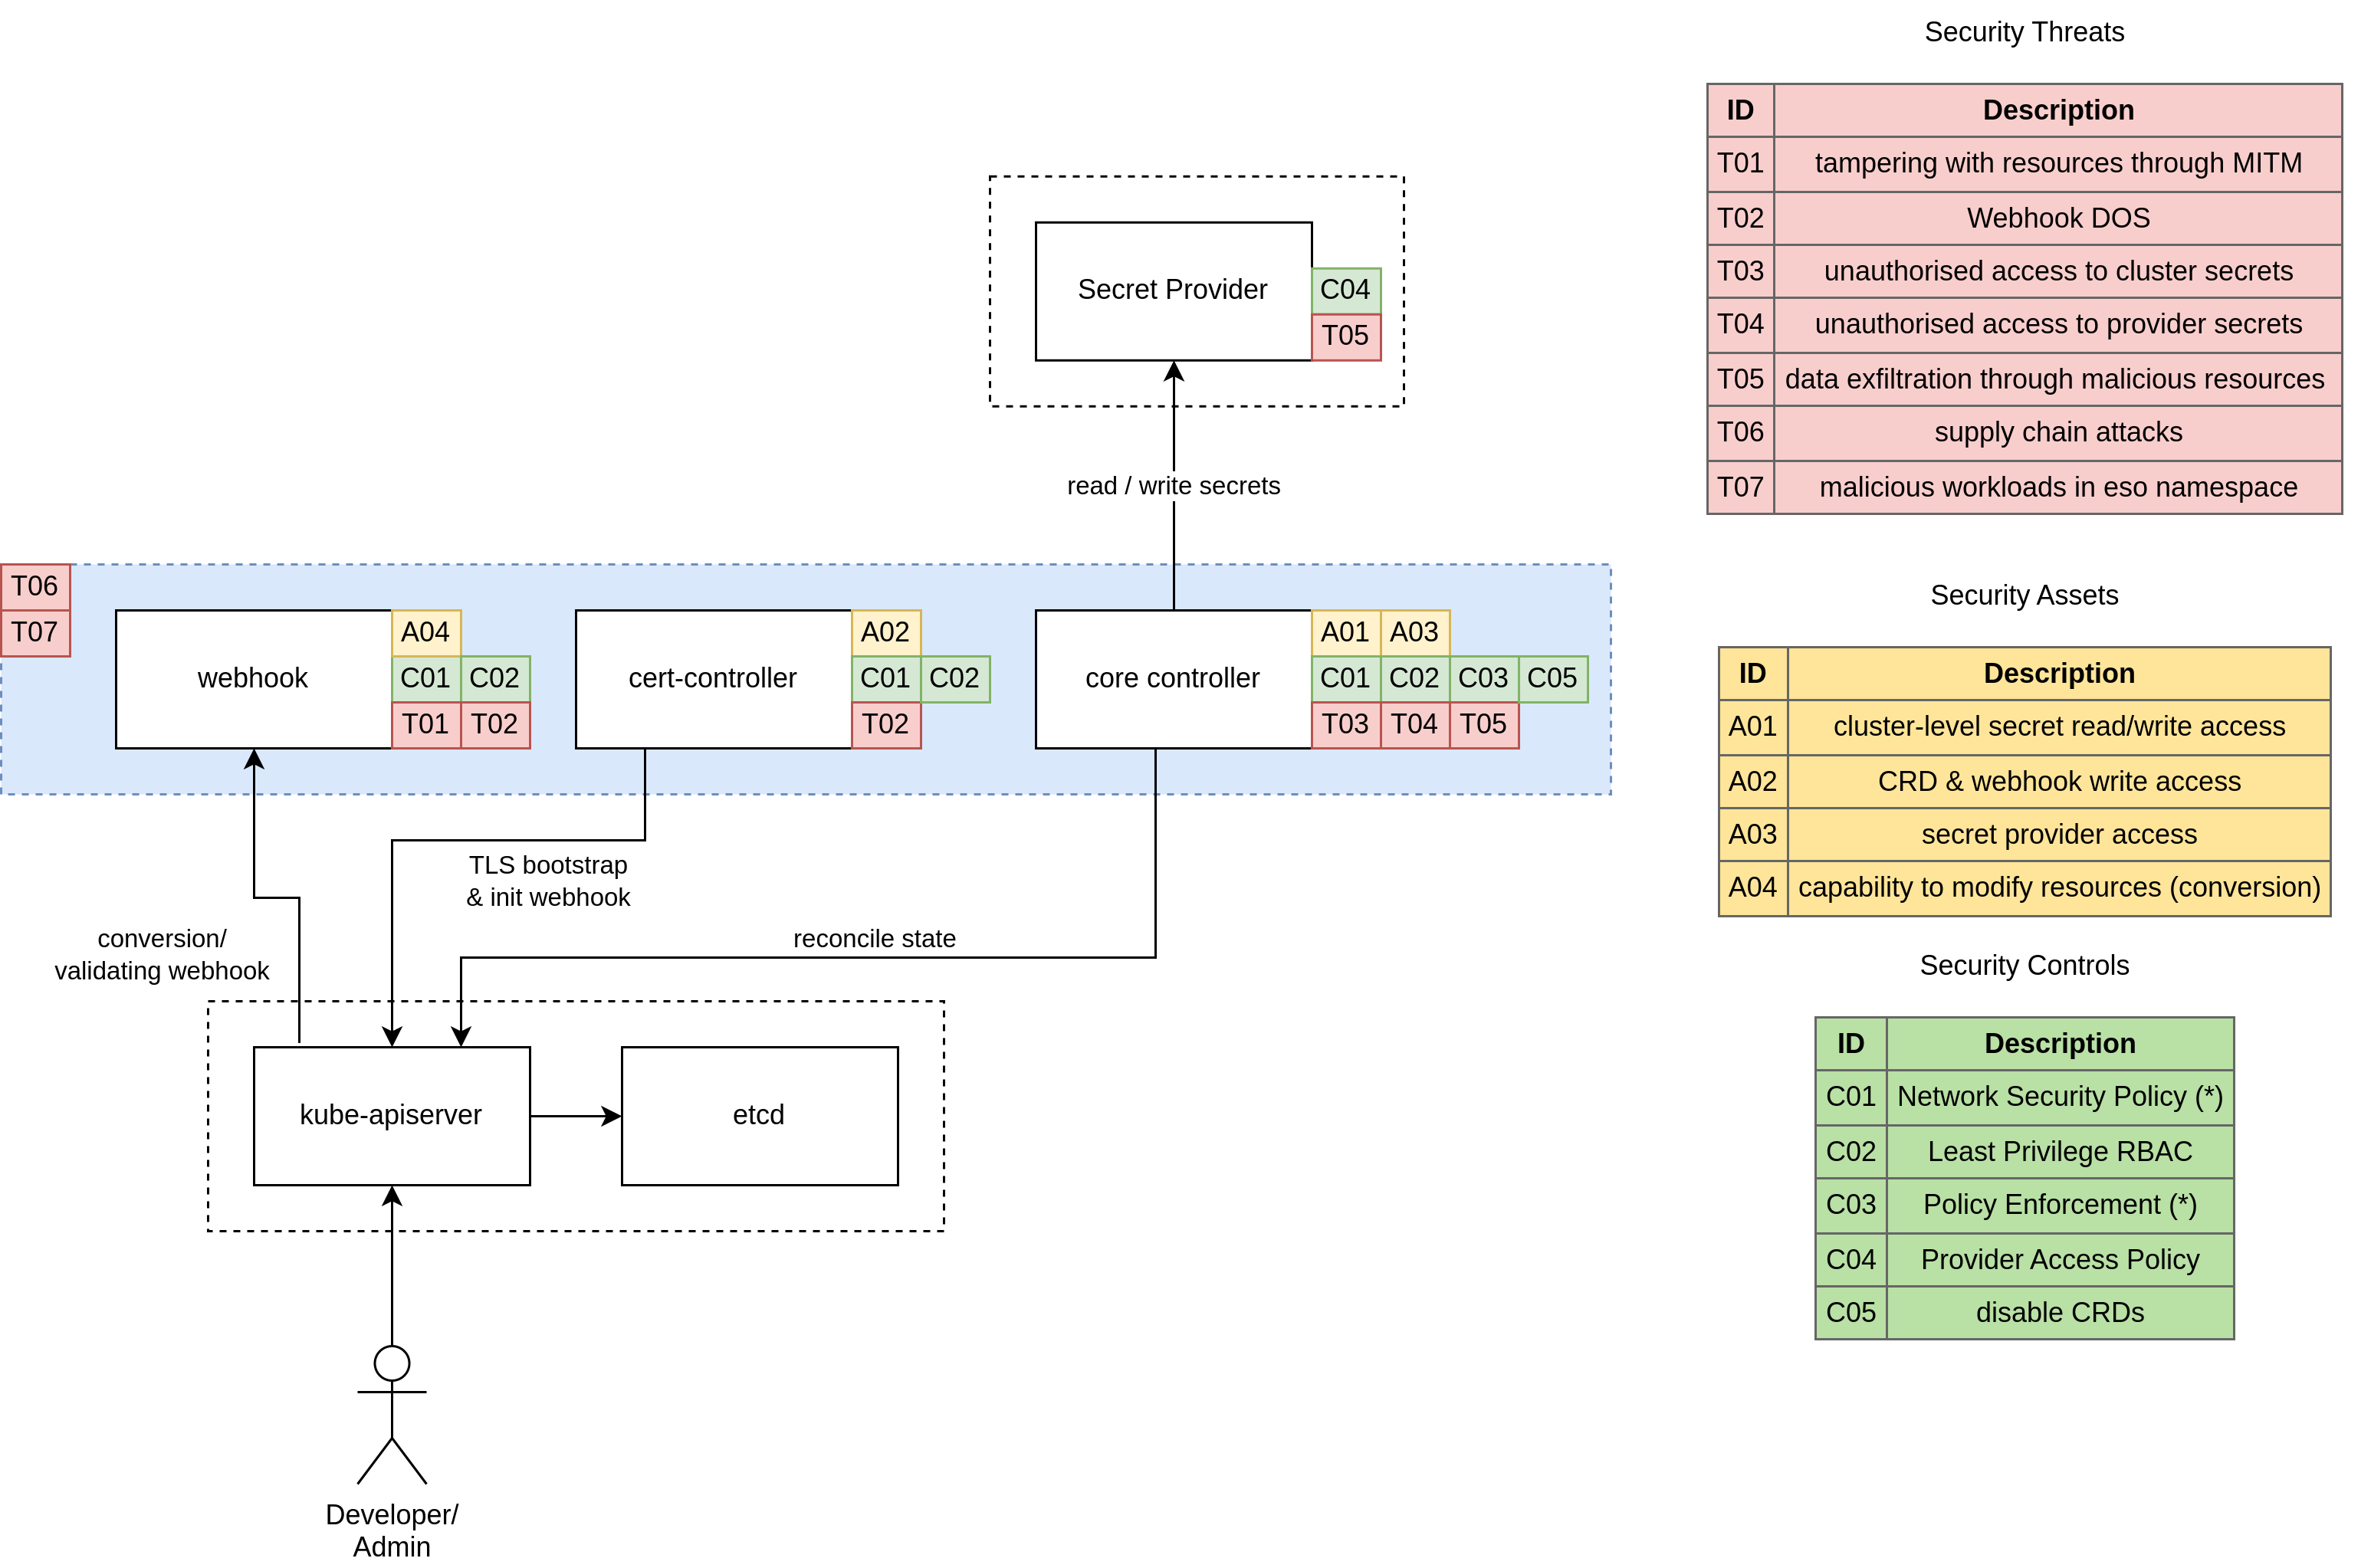 Secret Provider
C04
T05
read / write secrets
T06
T07
webhook
A04
C01 C02
T01 T02
cert-controller
A02
C01 C02
T02
core controller
A01 A03
C01 C02 C03 C05
T03 T04 T05
TLS bootstrap
& init webhook
conversion/
validating webhook
reconcile state
kube-apiserver
etcd
Developer/
Admin
Security Threats
ID Description
T01 tampering with resources through MITM
T02 Webhook DOS
T03 unauthorised access to cluster secrets
T04 unauthorised access to provider secrets
T05 data exfiltration through malicious resources
T06 supply chain attacks
T07 malicious workloads in eso namespace
Security Assets
ID Description
A01 cluster-level secret read/write access
A02 CRD & webhook write access
A03 secret provider access
A04 capability to modify resources (conversion)
Security Controls
ID Description
C01 Network Security Policy (*)
C02 Least Privilege RBAC
C03 Policy Enforcement (*)
C04 Provider Access Policy
C05 disable CRDs